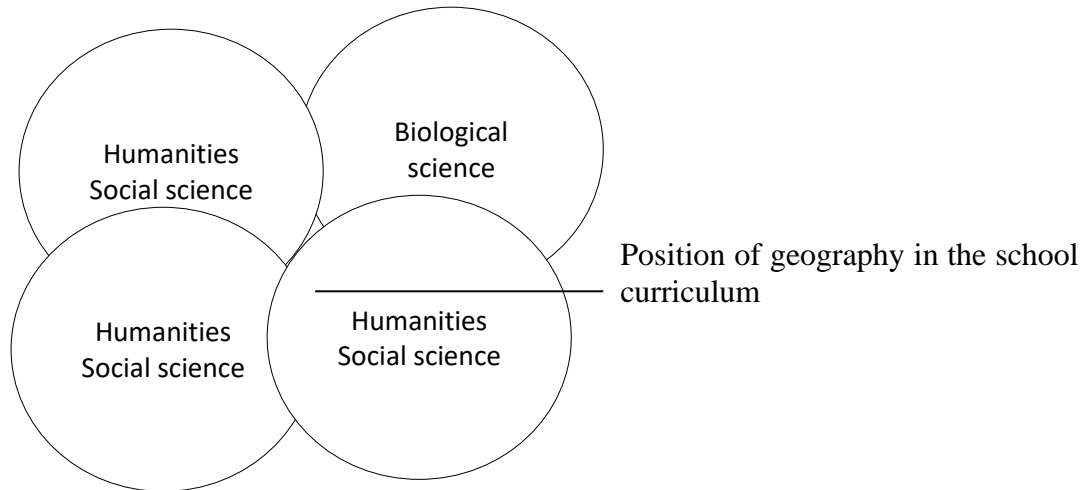 Humanities
Social science
Biological
science
Humanities
Social science
Humanities
Social science
Position of geography in the school
curriculum